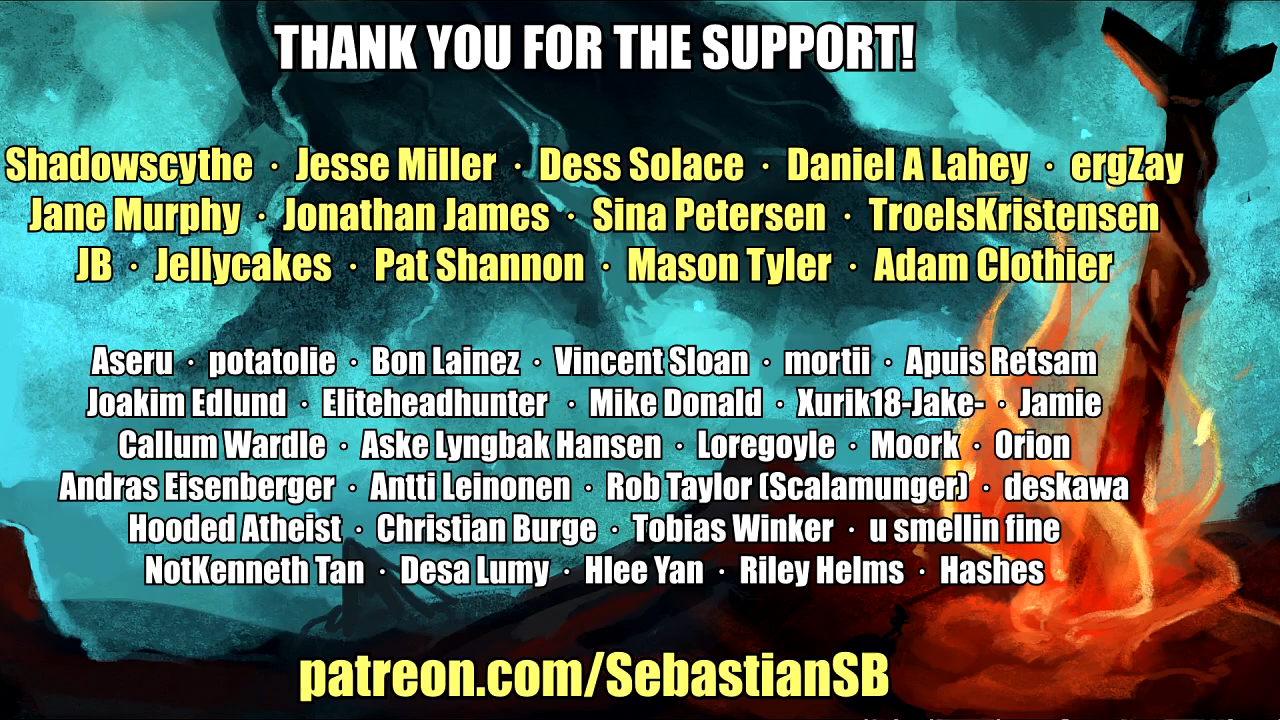 THANK YOU FOR THE SUPPORT!
Shadowscythe · Jesse Miller · Dess Solace · Daniel A Lahey · ergZay
Jane Murphy · Jonathan James · Sina Petersen · TroelsKristensen
JB · Jellycakes · Pat Shannon · Mason Tyler · Adam Clothier
Aseru · potatolie · Bon Lainez · Vincent Sloan · mortii · Apuis Retsam
Joakim Edlund · Eliteheadhunter · Mike Donald · Xurik18-Jake- · Jamie
Callum Wardle · Aske Lyngbak Hansen · Loregoyle · Moork · Orion
Andras Eisenberger · Antti Leinonen · Rob Taylor (Scalamunger) · deskawa
Hooded Atheist · Christian Burge · Tobias Winker · u smellin fine
NotKenneth Tan · Desa Lumy · Hlee Yan · Riley Helms · Hashes
patreon.com/SebastianSB